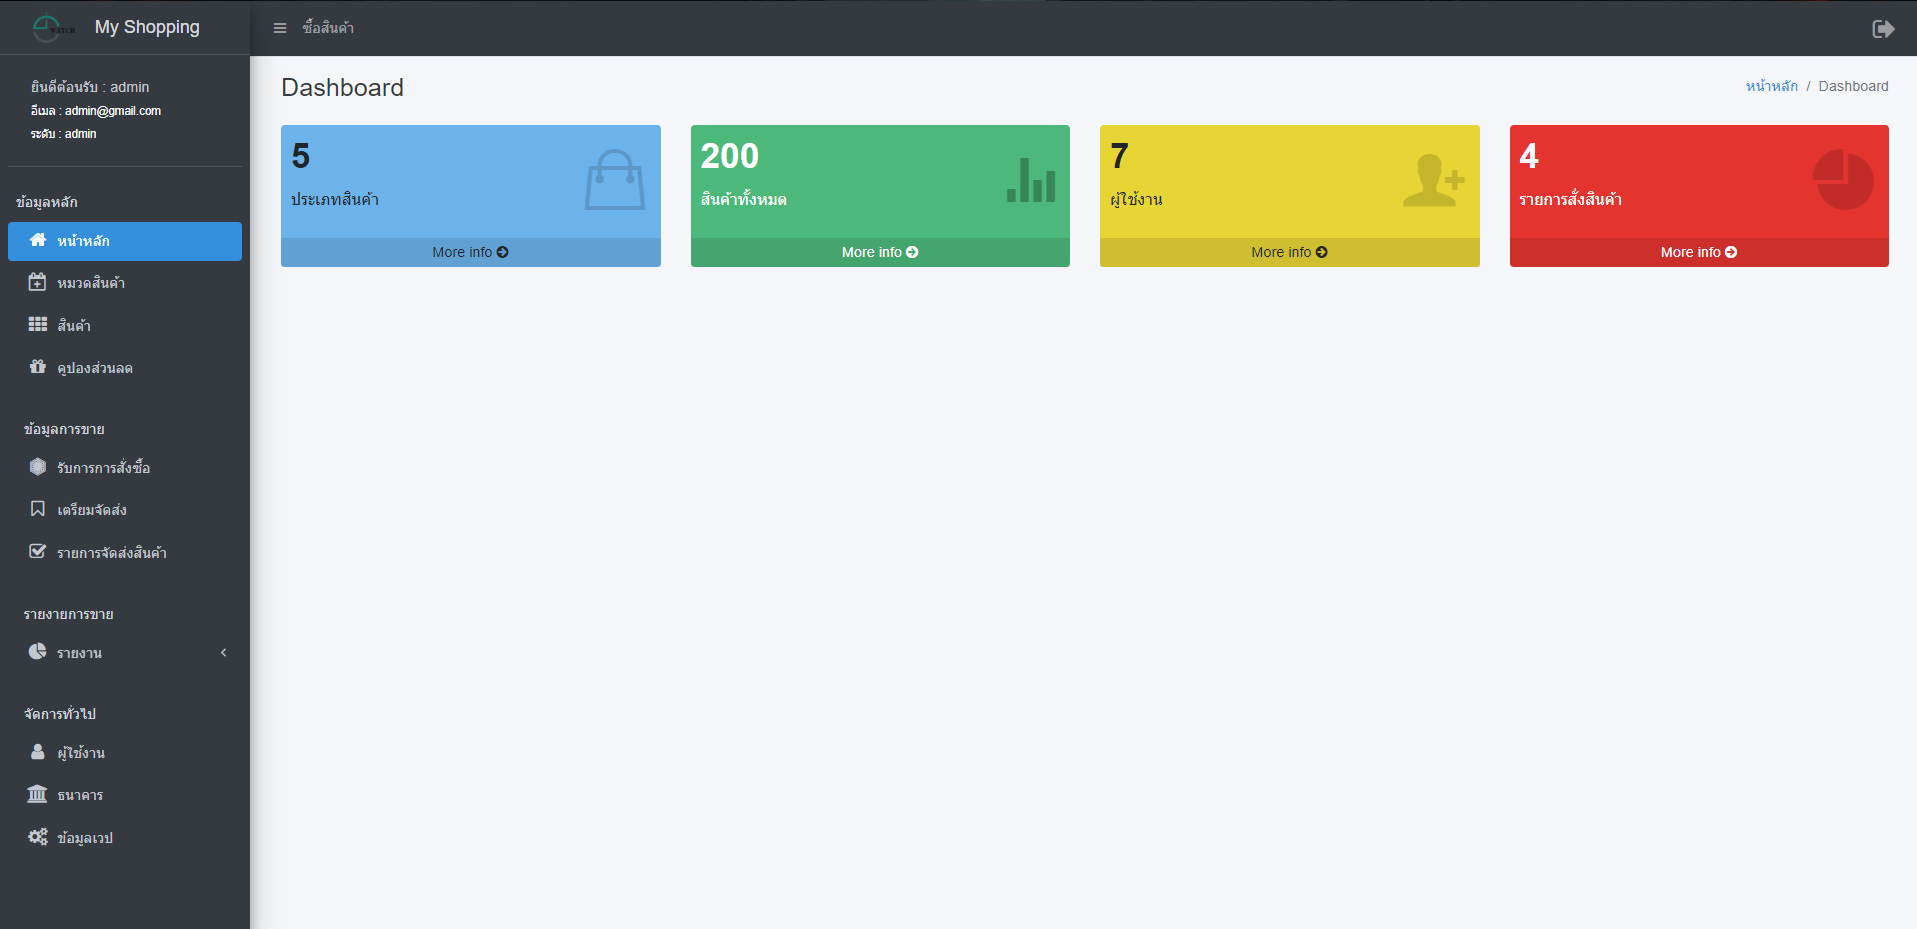 WATCH
My Shopping
ซื้อสินค้า
ยินดีต้อนรับ : admin
อีเมล : admin@gmail.com
ระดับ : admin
ข้อมูลหลัก
หน้าหลัก
หมวดสินค้า
สินค้า
คูปองส่วนลด
ข้อมูลการขาย
รับการการสั่งซื้อ
เตรียมจัดส่ง
รายการจัดส่งสินค้า
รายงายการขาย
รายงาน
จัดการทั่วไป
ผู้ใช้งาน
ธนาคาร
ข้อมูลเวป
Dashboard
หน้าหลัก / Dashboard
5
ประเภทสินค้า
More info
200
สินค้าทั้งหมด
More info
7
ผู้ใช้งาน
More info
4
รายการสั่งสินค้า
More info